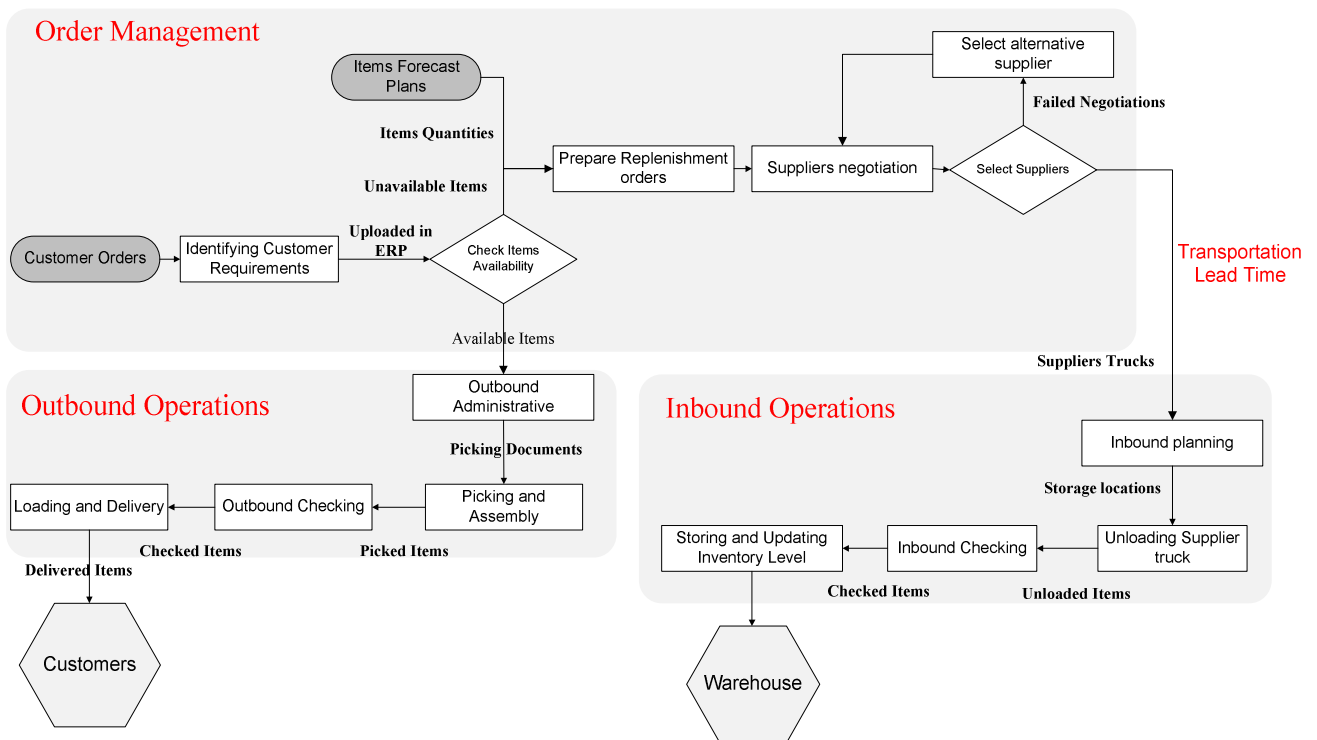 Order Management
Items Forecast
Plans
Select alternative
supplier
Failed Negotiations
Items Quantities
Prepare Replenishment
orders
Suppliers negotiation
Select Suppliers
Unavailable Items
Customer Orders
Identifying Customer
Requirements
Uploaded in
ERP
Check Items
Availability
Transportation
Lead Time
Available Items
Suppliers Trucks
Outbound Operations
Outbound
Administrative
Picking Documents
Loading and Delivery
Outbound Checking
Picking and
Assembly
Checked Items
Picked Items
Delivered Items
Customers
Inbound Operations
Inbound planning
Storage locations
Storing and Updating
Inventory Level
Inbound Checking
Unloading Supplier
truck
Checked Items
Unloaded Items
Warehouse